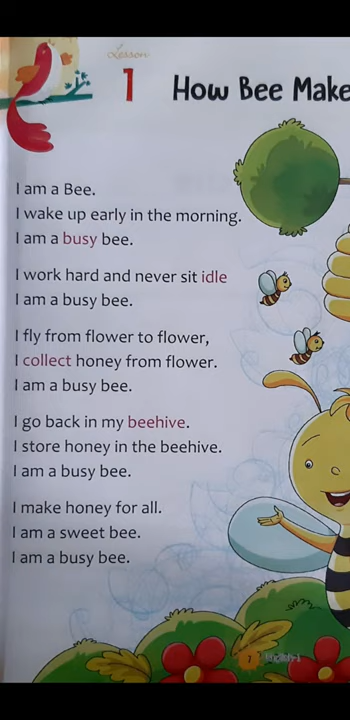 Lesson
1 How Bee Make
I am a Bee.
I wake up early in the morning.
I am a busy bee.
I work hard and never sit idle
I am a busy bee.
I fly from flower to flower,
I collect honey from flower.
I am a busy bee.
I go back in my beehive.
I store honey in the beehive.
I am a busy bee.
I make honey for all.
I am a sweet bee.
I am a busy bee.
7